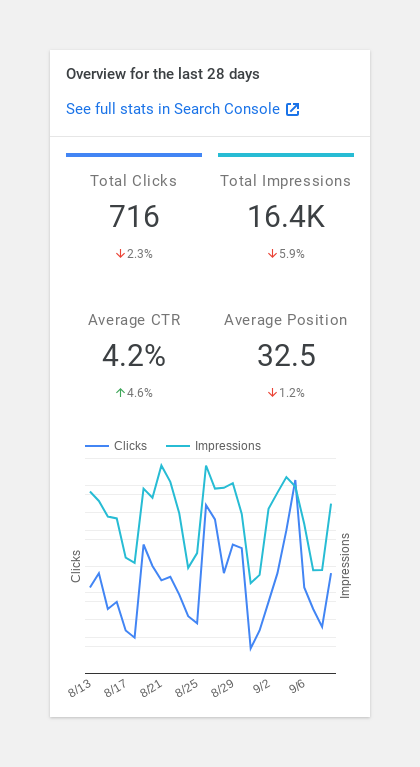 Overview for the last 28 days
See full stats in Search Console
Total Clicks
716
2.3%
Total Impressions
16.4K
5.9%
Average CTR
4.2%
4.6%
Average Position
32.5
1.2%
Clicks
Impressions
Clicks
Impressions
8/13
8/17
8/21
8/25
8/29
9/2
9/6